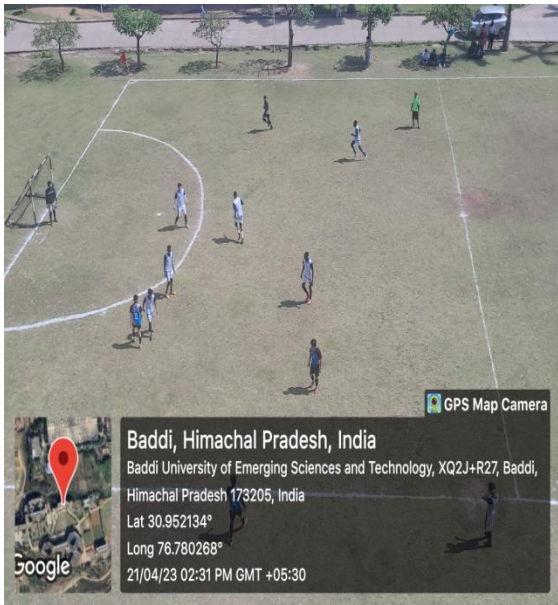 GPS Map Camera
Baddi, Himachal Pradesh, India
Baddi University of Emerging Sciences and Technology, XQ2J+R27, Baddi,
Himachal Pradesh 173205, India
Lat 30.952134°
Long 76.780268°
21/04/23 02:31 PM GMT +05:30
Google